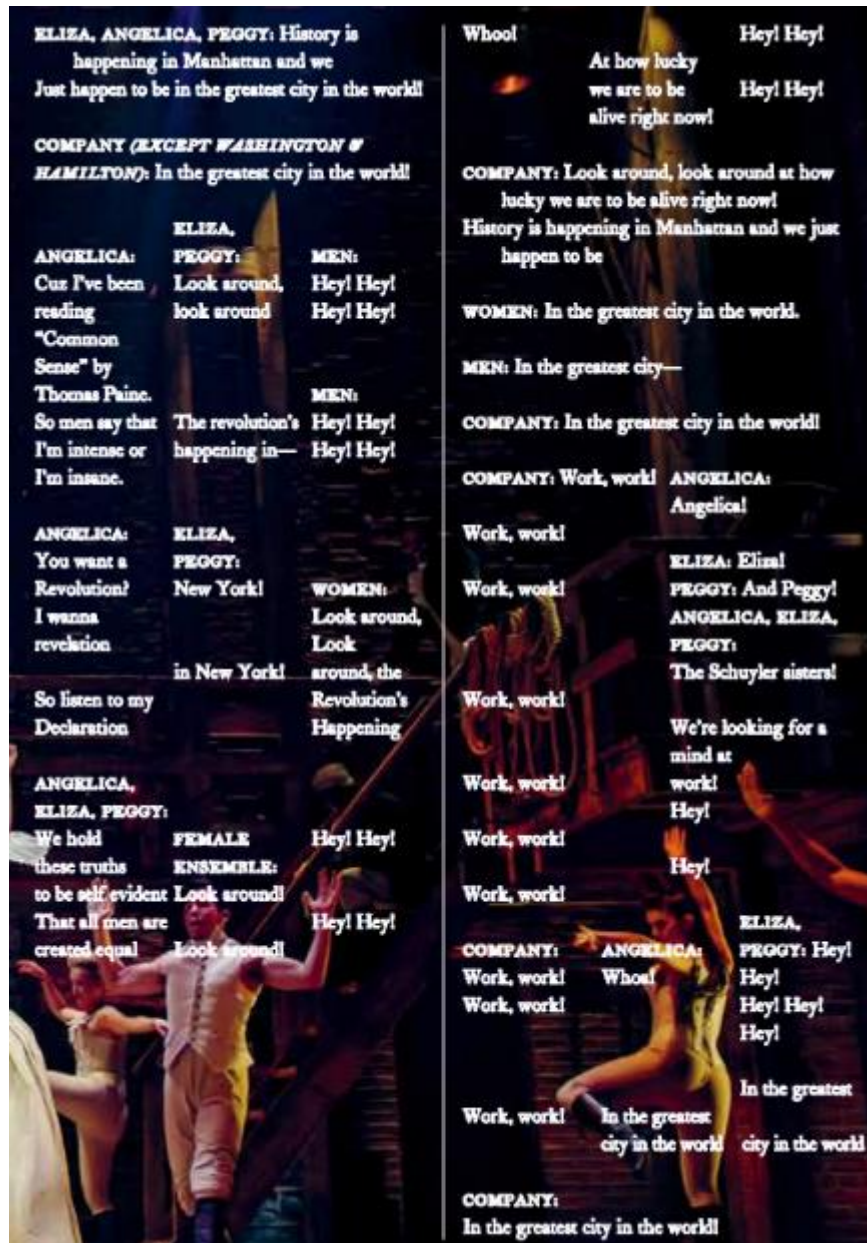 ELIZA, ANGELICA, PEGGY: History is
happening in Manhattan and we
Just happen to be in the greatest city in the world!
COMPANY (EXCEPT WASHINGTON &
HAMILTON): In the greatest city in the world!
ANGELICA:
Cuz I've been
reading
"Common
Sense" by
Thomas Paine.
So men say that
I'm intense or
I'm insane.
ELIZA,
PEGGY:
Look around,
look around
The revolution's
happening in—
MEN:
Hey! Hey!
Hey! Hey!
MEN:
Hey! Hey!
Hey! Hey!
ANGELICA:
You want a
Revolution?
I wanna
revelation
So listen to my
Declaration
ELIZA,
PEGGY:
New York!
in New York!
WOMEN:
Look around,
Look
around, the
Revolution's
Happening
ANGELICA,
ELIZA, PEGGY:
We hold
these truths
to be self evident
That all men are
created equal
FEMALE
ENSEMBLE:
Look around!
Look around!
Hey! Hey!
Hey! Hey!
Whoo!
At how lucky
we are to be
alive right now!
Hey! Hey!
Hey! Hey!
COMPANY: Look around, look around at how
lucky we are to be alive right now!
History is happening in Manhattan and we just
happen to be
WOMEN: In the greatest city in the world.
MEN: In the greatest city—
COMPANY: In the greatest city in the world!
COMPANY: Work, work!
Work, work!
Work, work!
Work, work!
Work, work!
Work, work!
Work, work!
ANGELICA:
Angelica!
ELIZA: Eliza!
PEGGY: And Peggy!
ANGELICA, ELIZA,
PEGGY:
The Schuyler sisters!
We're looking for a
mind at
work!
Hey!
Hey!
COMPANY:
Work, work!
Work, work!
Work, work!
ANGELICA:
Whoa!
In the greatest
city in the world
ELIZA,
PEGGY: Hey!
Hey!
Hey! Hey!
Hey!
In the greatest
city in the world
COMPANY:
In the greatest city in the world!